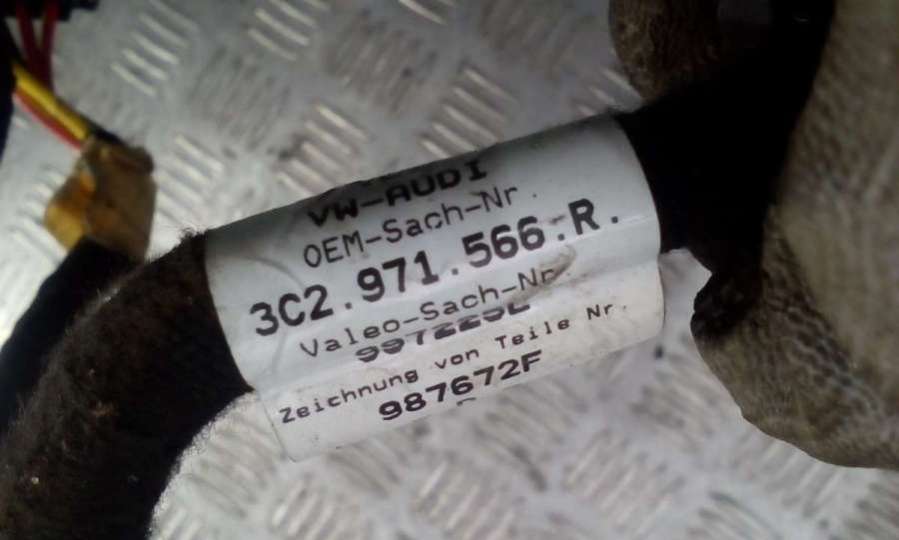 VW-AUDI
OEM-Sach-Nr.
3C2.971.566.R.
Valeo-Sach-Nr.
Zeichnung von Teile Nr.
987672F